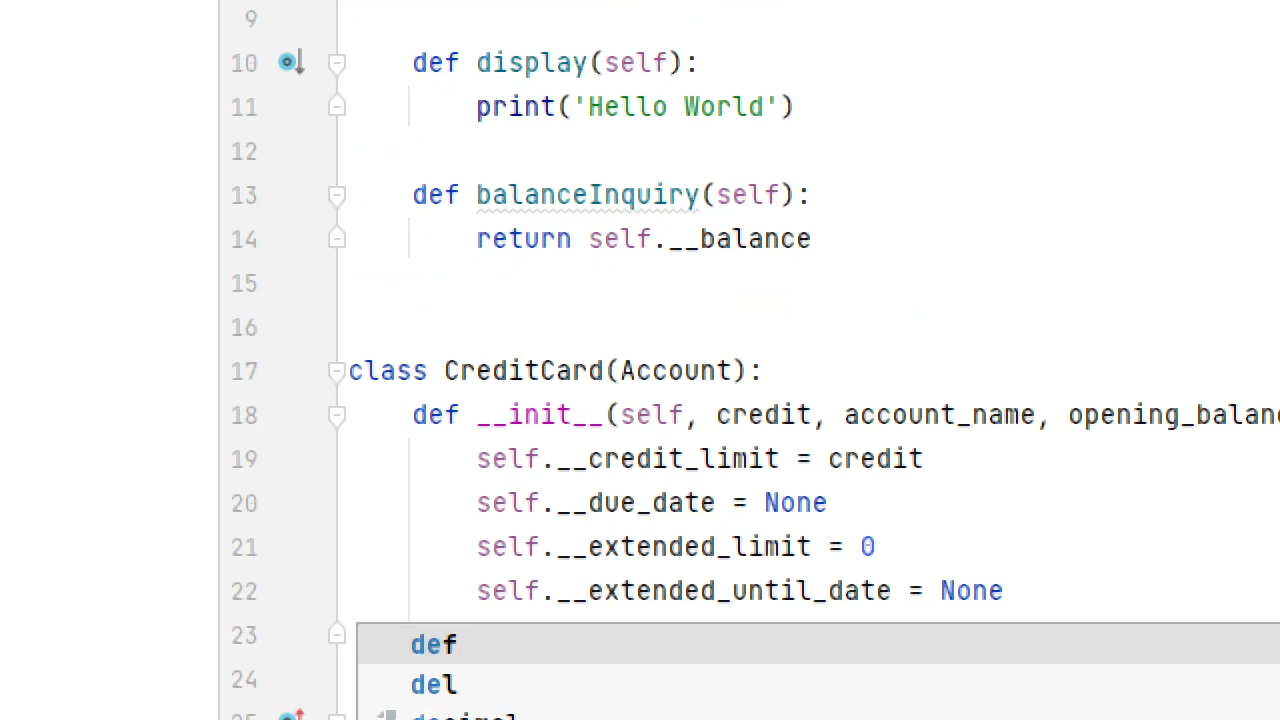 9
10 def display(self):
11 print('Hello World')
12
13 def balanceInquiry(self):
14 return self.__balance
15
16
17 class CreditCard(Account):
18 def __init__(self, credit, account_name, opening_balanc
19 self.__credit_limit = credit
20 self.__due_date = None
21 self.__extended_limit = 0
22 self.__extended_until_date = None
23 def
24 del